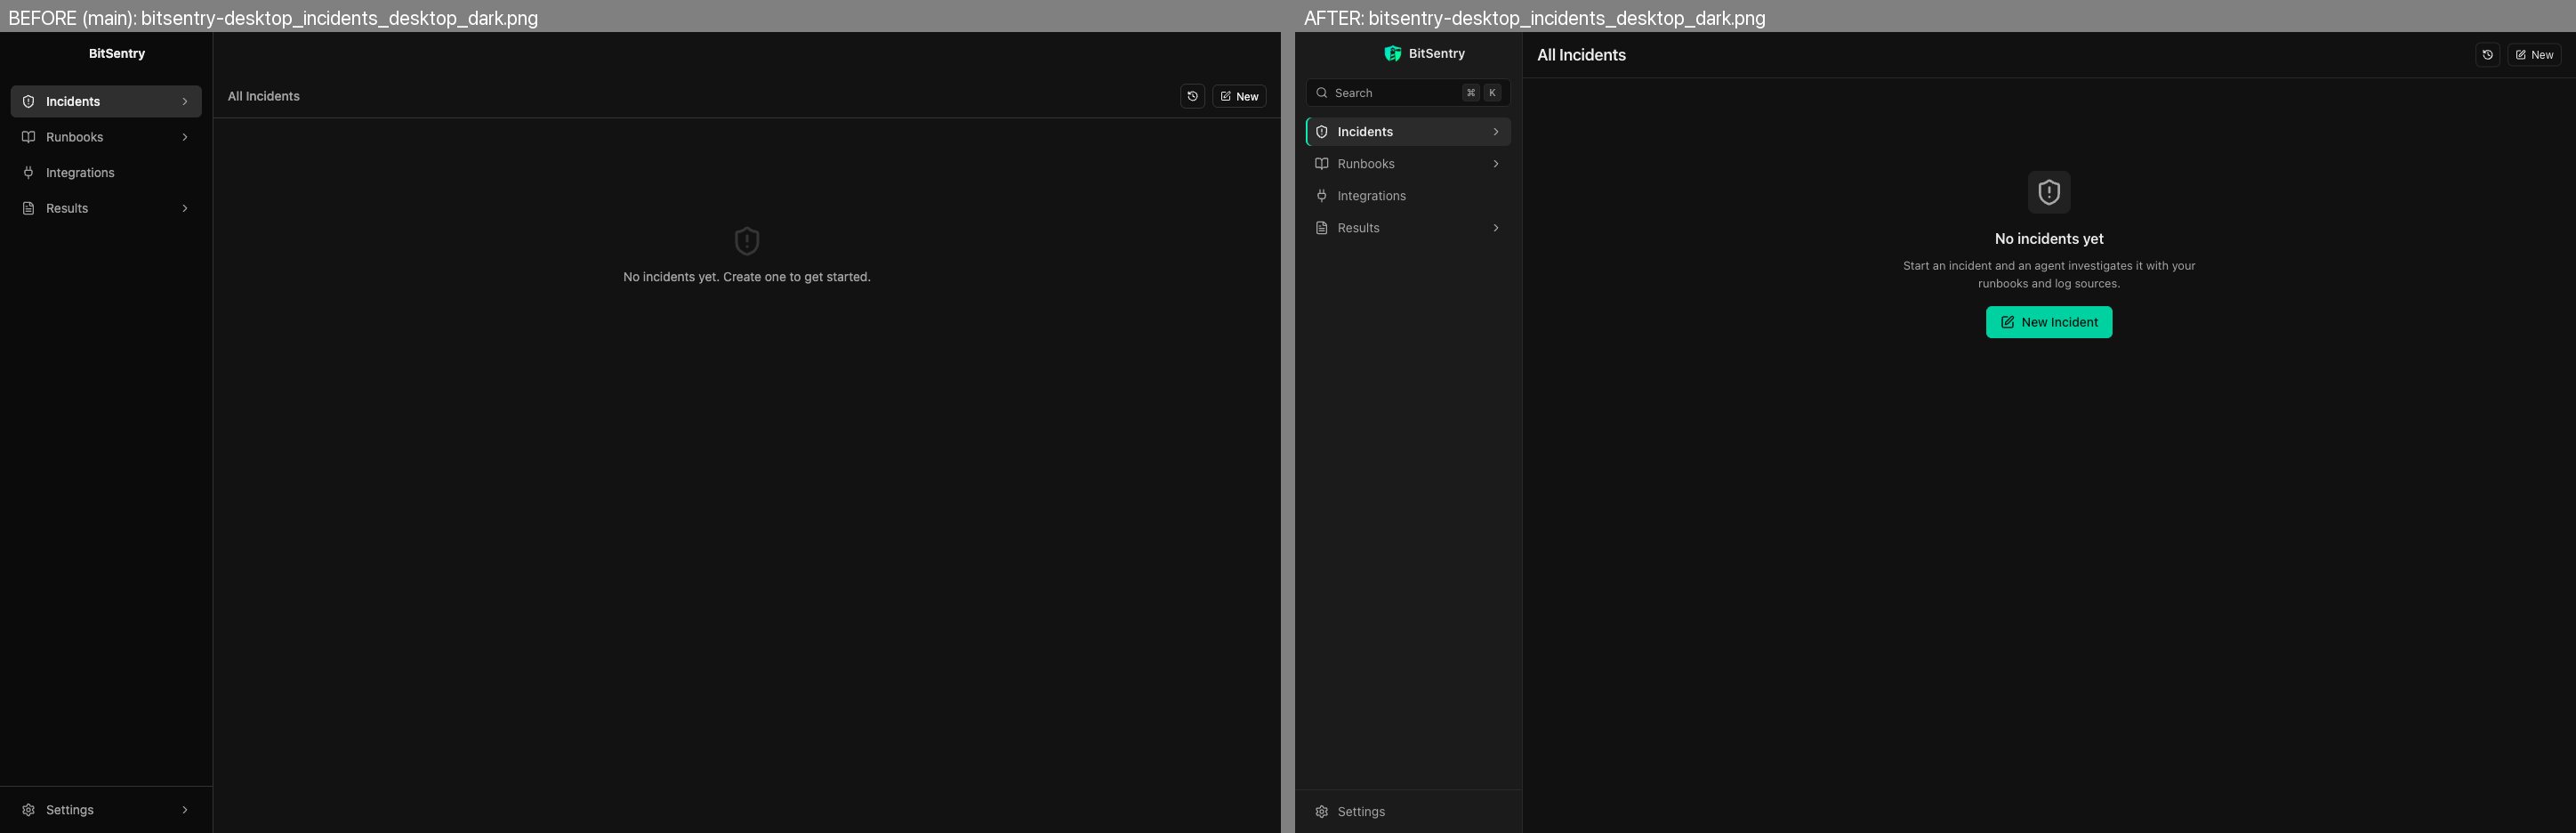 BEFORE (main): bitsentry-desktop_incidents_desktop_dark.png
BitSentry
Incidents
Runbooks
Integrations
Results
Settings
All Incidents
New
No incidents yet. Create one to get started.
AFTER: bitsentry-desktop_incidents_desktop_dark.png
BitSentry
Search ⌘ K
Incidents
Runbooks
Integrations
Results
Settings
All Incidents
New
No incidents yet
Start an incident and an agent investigates it with your
runbooks and log sources.
New Incident